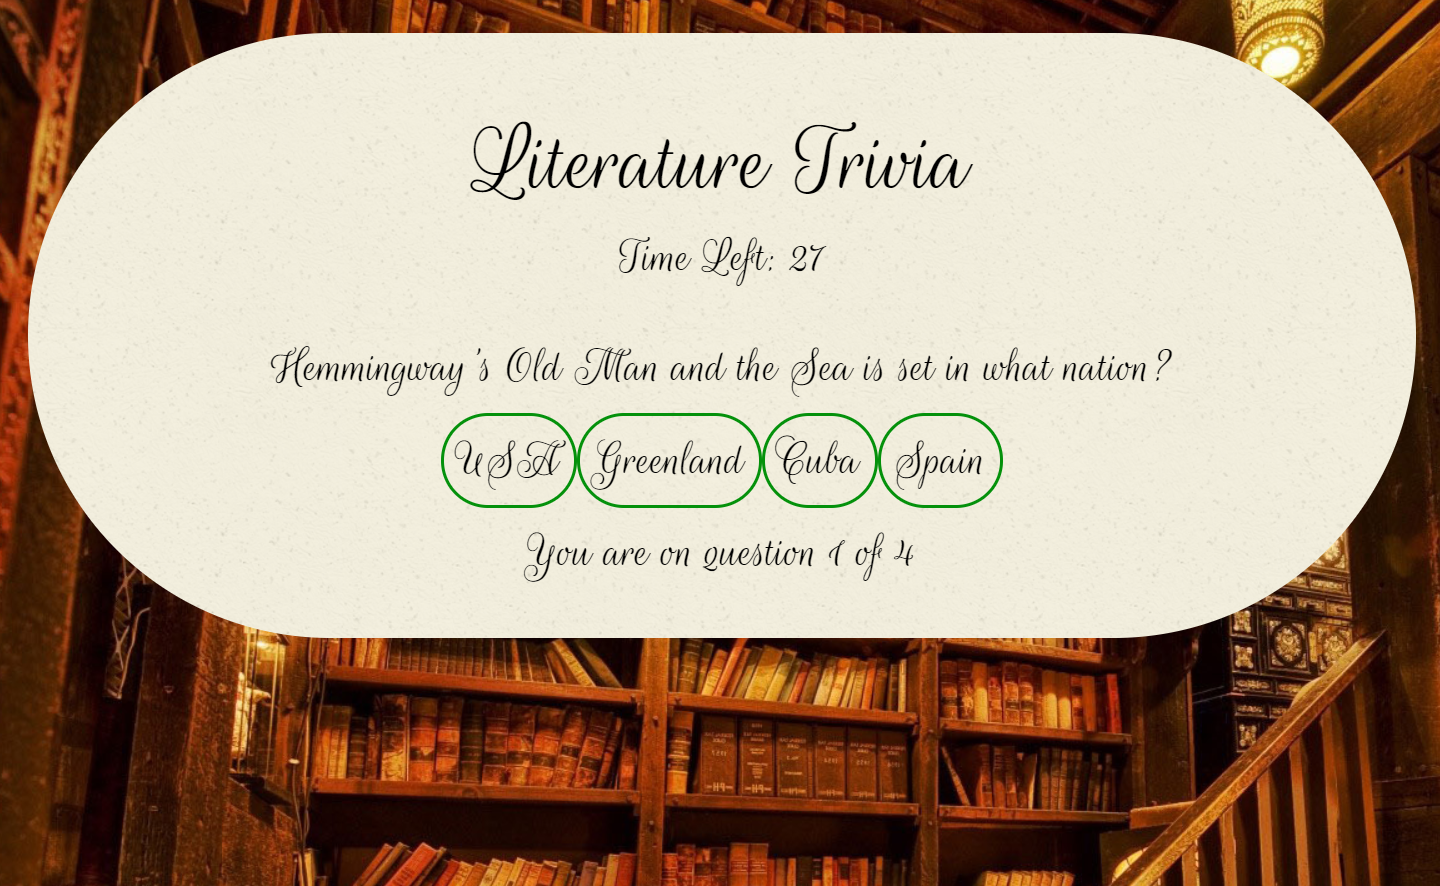 Literature Trivia
Time Left: 27
Hemmingway's Old Man and the Sea is set in what nation?
USA Greenland Cuba Spain
You are on question 1 of 4